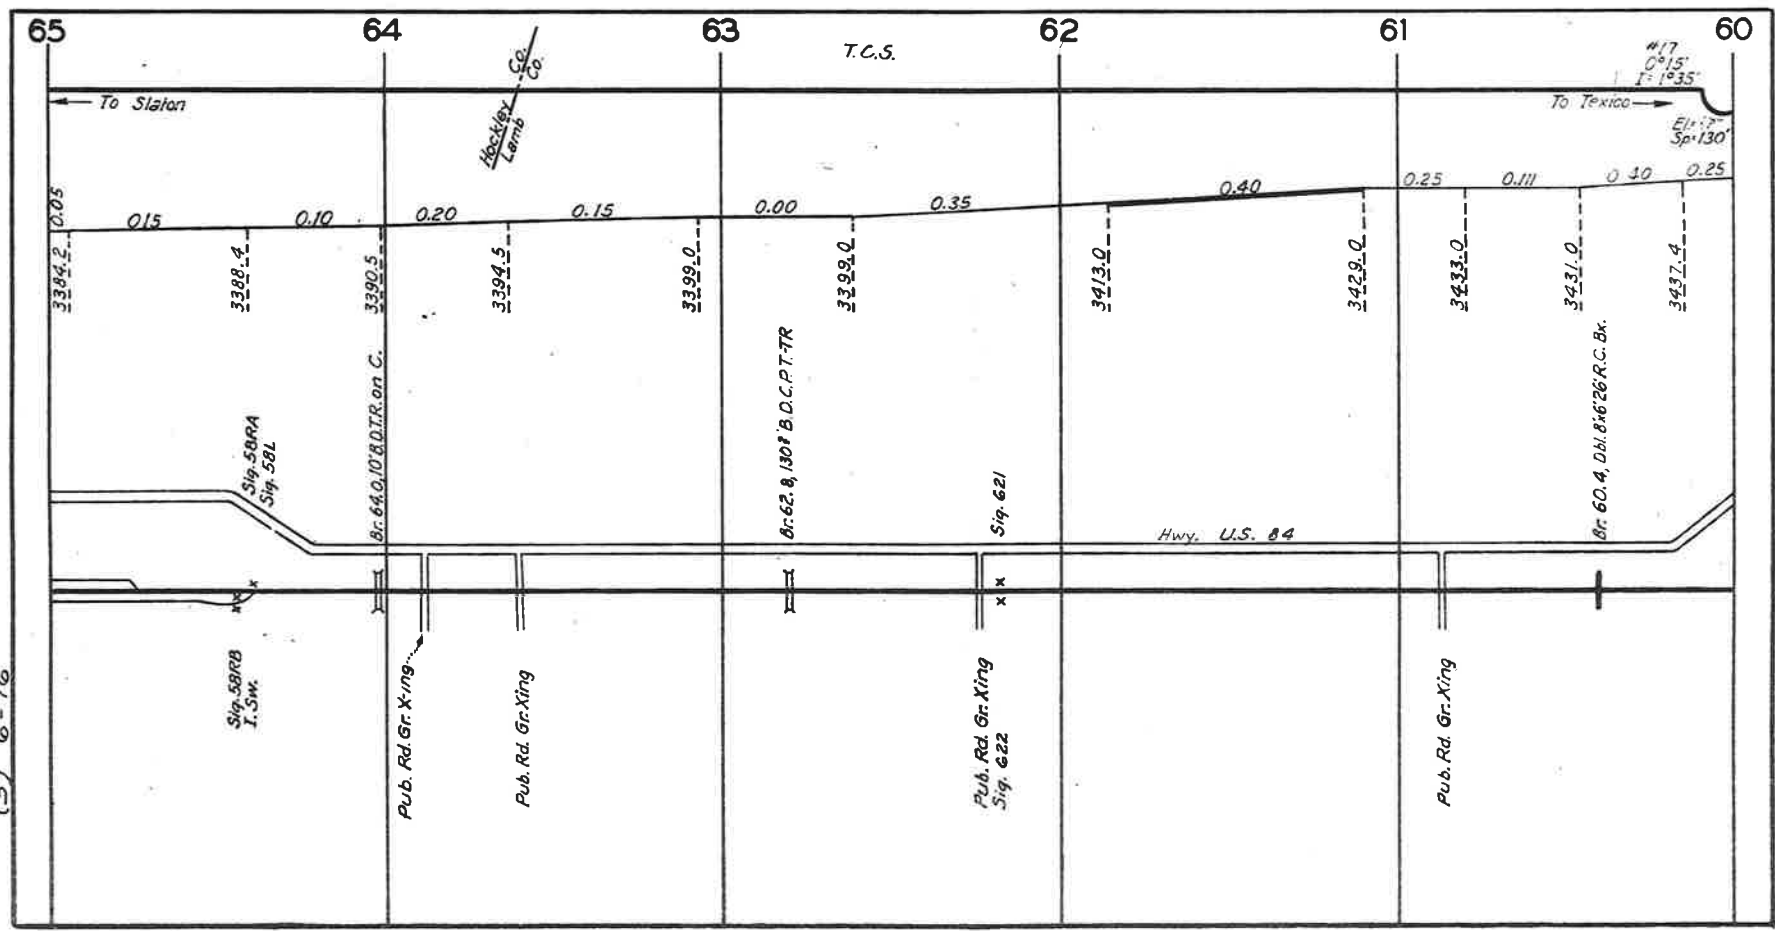 65 64 63 62 61 60
T.C.S.
#17
0°15'
I=1°35'
To Slaton
To Texico
Sp=130'
Hockley Co.
Lamb Co.
0.05 015 0.10 0.20 0.15 0.00 0.35 0.40 0.25 0.111 0 40 0.25
3384.2 3388.4 3390.5 3394.5 3399.0 3399.0 3413.0 3429.0 3433.0 3431.0 3437.4
Sig. 58RA
Sig. 58L
Br. 64.0, 10' B.D.T.R. on C.
Br. 62.8, 130' B.D.C.P.T.-TR
Sig. 621
Hwy. U.S. 84
Br. 60.4, Dbl. 8'x6'26' R.C. Bx.
Sig. 58RB
I. Sw.
Pub. Rd. Gr. X-ing
Pub. Rd. Gr. Xing
Pub. Rd. Gr. Xing
Sig. 622
Pub. Rd. Gr. Xing